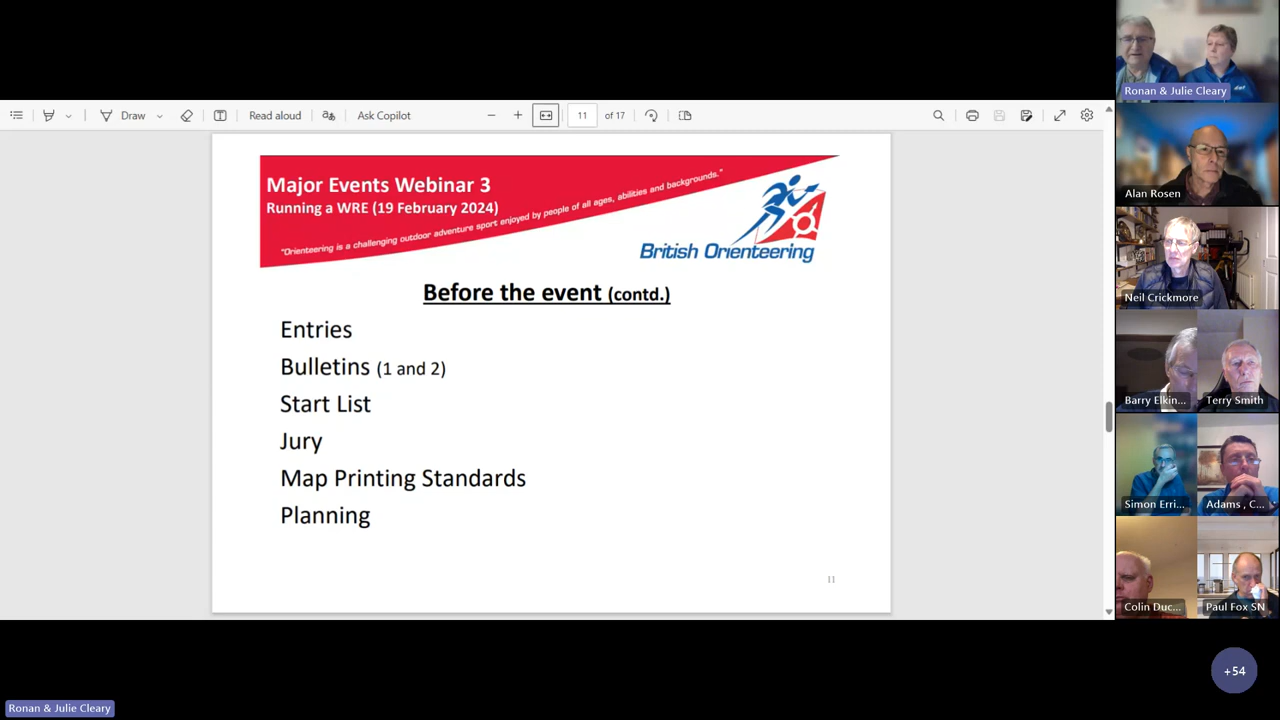 Ronan & Julie Cleary
Draw
Read aloud
aあ
Ask Copilot
11
of 17
Alan Rosen
Major Events Webinar 3
Running a WRE (19 February 2024)
"Orienteering is a challenging outdoor adventure sport enjoyed by people of all ages, abilities and backgrounds."
British Orienteering
Neil Crickmore
Before the event (contd.)
Entries
Bulletins (1 and 2)
Start List
Jury
Map Printing Standards
Planning
11
Barry Elkin...
Terry Smith
Simon Erri...
Adams , C...
Colin Duc...
Paul Fox SN
+54
Ronan & Julie Cleary